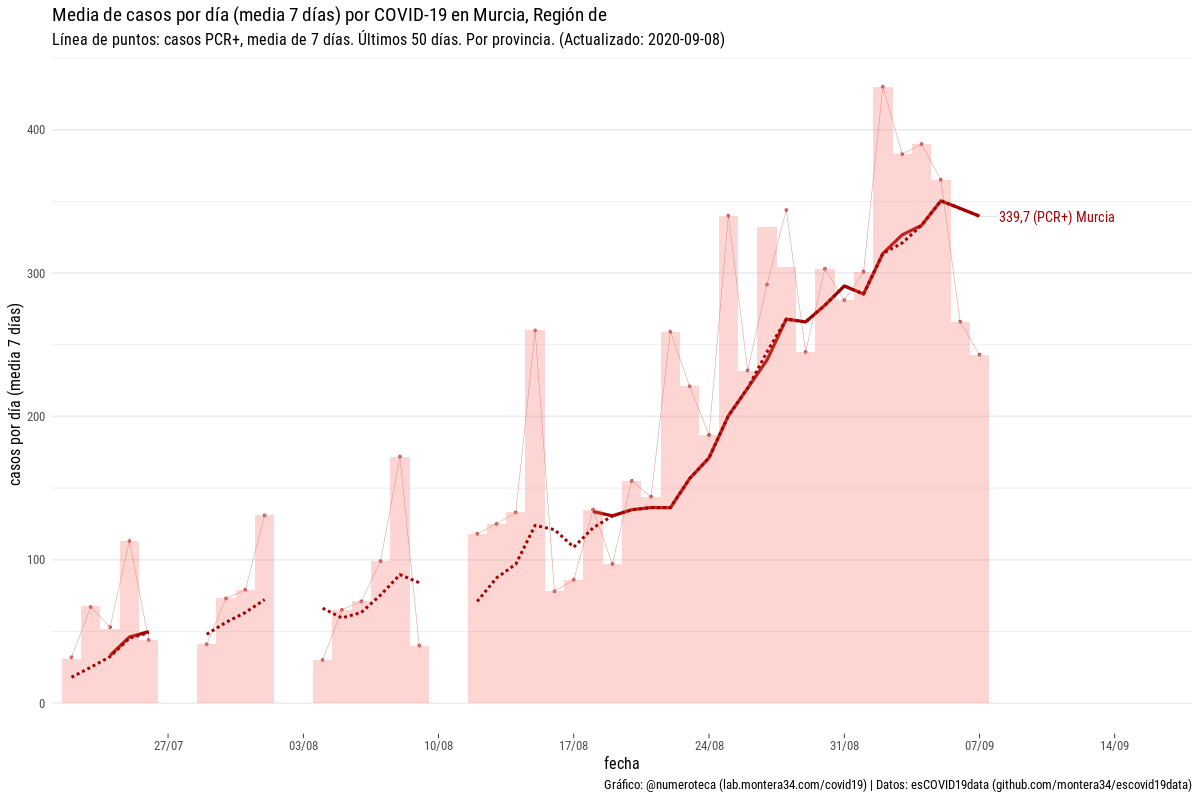 Media de casos por día (media 7 días) por COVID-19 en Murcia, Región de
Línea de puntos: casos PCR+, media de 7 días. Últimos 50 días. Por provincia. (Actualizado: 2020-09-08)
casos por día (media 7 días)
400
300
200
100
0
339,7 (PCR+) Murcia
27/07
03/08
10/08
17/08
24/08
31/08
07/09
14/09
fecha
Gráfico: @numeroteca (lab.montera34.com/covid19) | Datos: esCOVID19data (github.com/montera34/escovid19data)